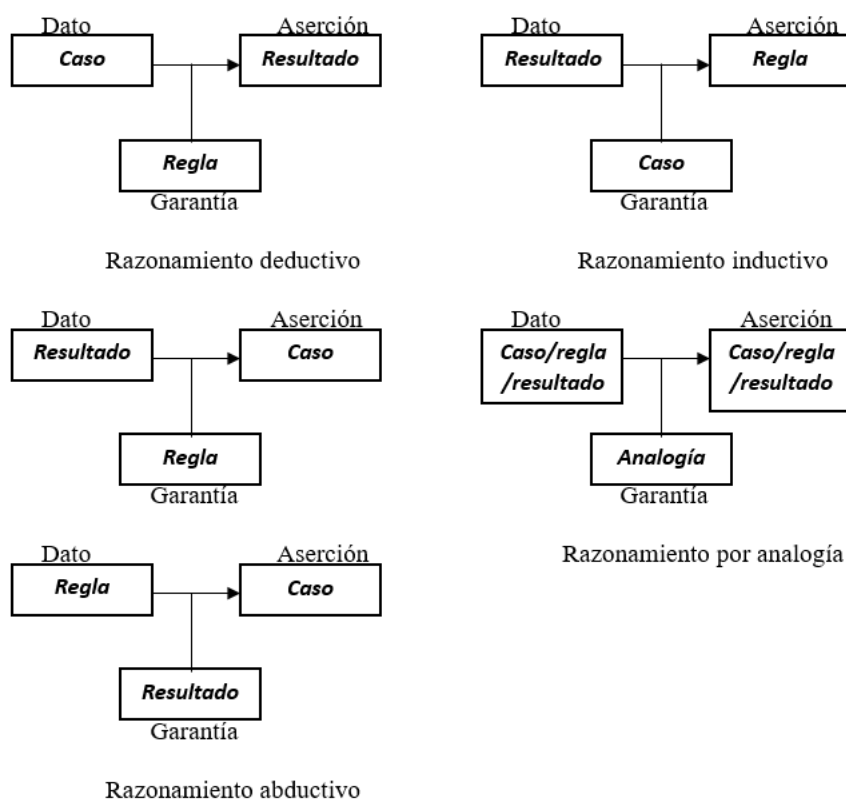 Dato Aserción
Caso Resultado
Regla
Garantía
Razonamiento deductivo
Dato Aserción
Resultado Regla
Caso
Garantía
Razonamiento inductivo
Dato Aserción
Resultado Caso
Regla
Garantía
Dato Aserción
Caso/regla Caso/regla
/resultado /resultado
Analogía
Garantía
Razonamiento por analogía
Dato Aserción
Regla Caso
Resultado
Garantía
Razonamiento abductivo